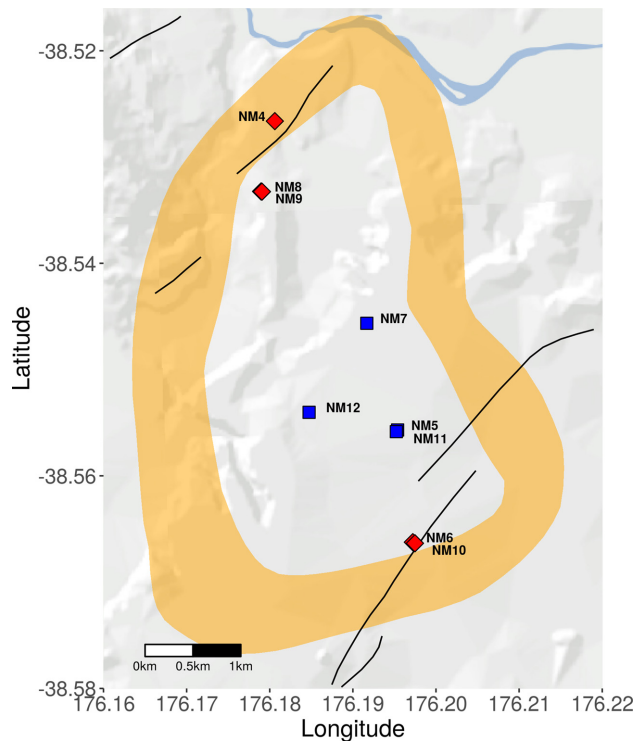 -38.52
NM4
NM8
NM9
-38.54
NM7
Latitude
NM12
NM5
NM11
-38.56
NM6
NM10
0km 0.5km 1km
-38.58
176.16 176.17 176.18 176.19 176.20 176.21 176.22
Longitude